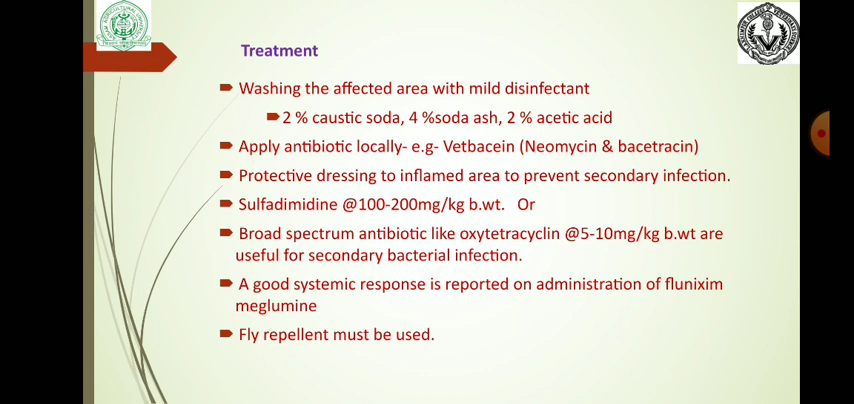 Treatment
Washing the affected area with mild disinfectant
2 % caustic soda, 4 %soda ash, 2 % acetic acid
Apply antibiotic locally- e.g- Vetbacein (Neomycin & bacetracin)
Protective dressing to inflamed area to prevent secondary infection.
Sulfadimidine @100-200mg/kg b.wt.   Or
Broad spectrum antibiotic like oxytetracyclin @5-10mg/kg b.wt are
useful for secondary bacterial infection.
A good systemic response is reported on administration of flunixim
meglumine
Fly repellent must be used.